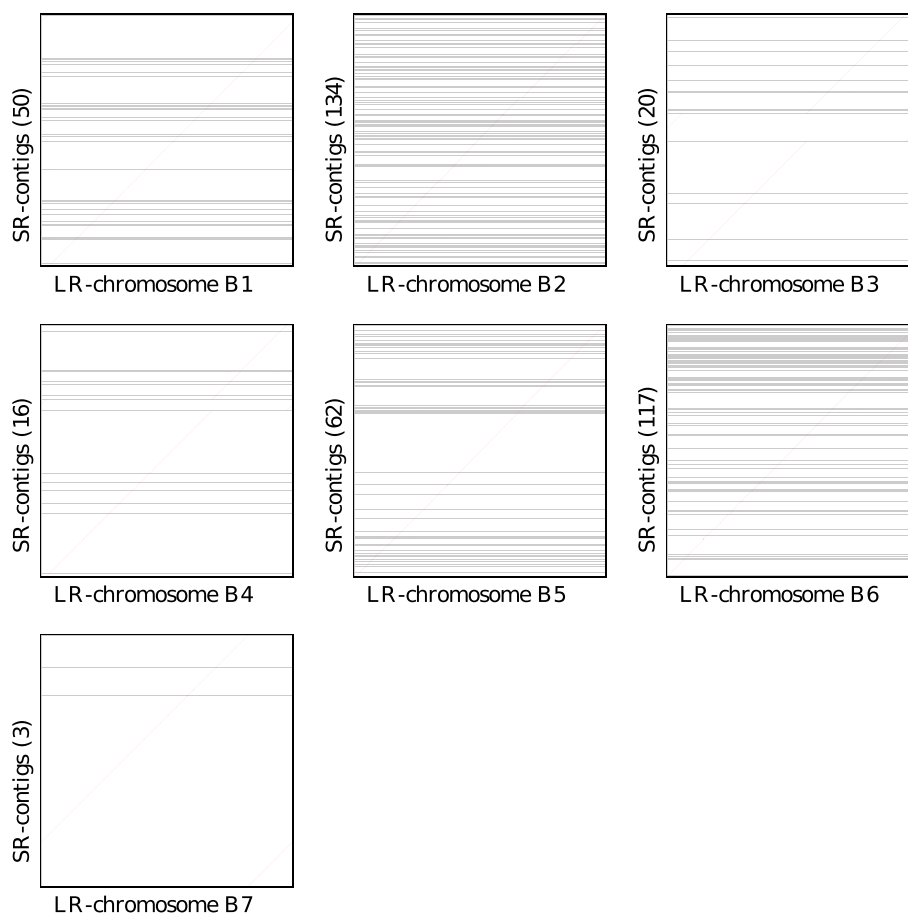 SR-contigs (50)
LR-chromosome B1
SR-contigs (134)
LR-chromosome B2
SR-contigs (20)
LR-chromosome B3
SR-contigs (16)
LR-chromosome B4
SR-contigs (62)
LR-chromosome B5
SR-contigs (117)
LR-chromosome B6
SR-contigs (3)
LR-chromosome B7